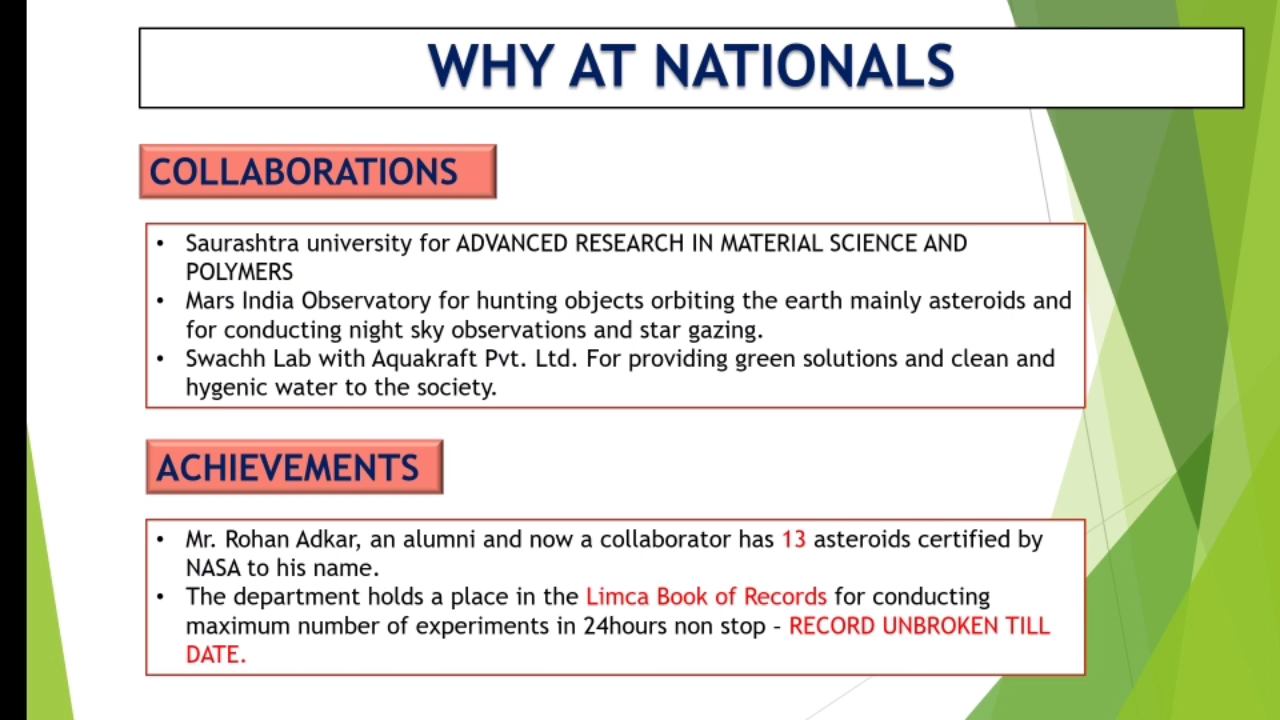 WHY AT NATIONALS
COLLABORATIONS
• Saurashtra university for ADVANCED RESEARCH IN MATERIAL SCIENCE AND
POLYMERS
• Mars India Observatory for hunting objects orbiting the earth mainly asteroids and
for conducting night sky observations and star gazing.
• Swachh Lab with Aquakraft Pvt. Ltd. For providing green solutions and clean and
hygenic water to the society.
ACHIEVEMENTS
• Mr. Rohan Adkar, an alumni and now a collaborator has 13 asteroids certified by
NASA to his name.
• The department holds a place in the Limca Book of Records for conducting
maximum number of experiments in 24hours non stop – RECORD UNBROKEN TILL
DATE.